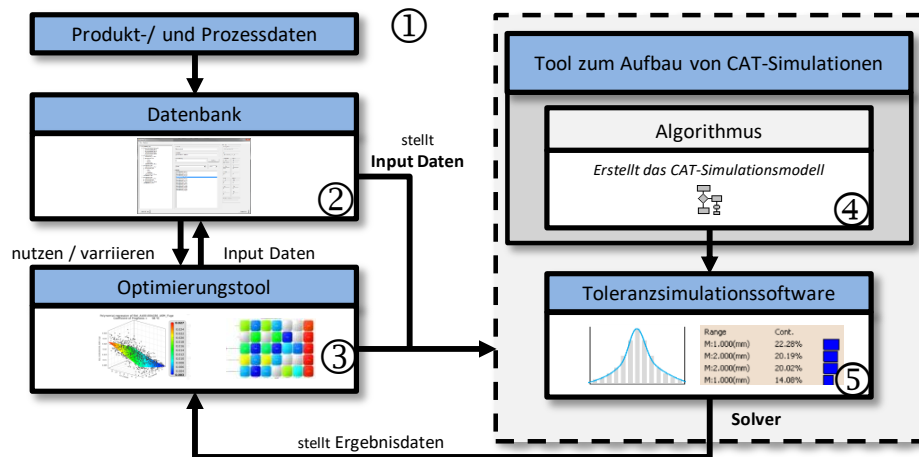 Produkt-/ und Prozessdaten
①
Datenbank
②
stellt
Input Daten
nutzen / varriieren
Input Daten
Optimierungstool
③
stellt Ergebnisdaten
Tool zum Aufbau von CAT-Simulationen
Algorithmus
Erstellt das CAT-Simulationsmodell
④
Toleranzsimulationssoftware
Range Cont.
M:1.000(mm) 22.28%
M:2.000(mm) 20.19%
M:2.000(mm) 20.02%
M:1.000(mm) 14.08%
⑤
Solver